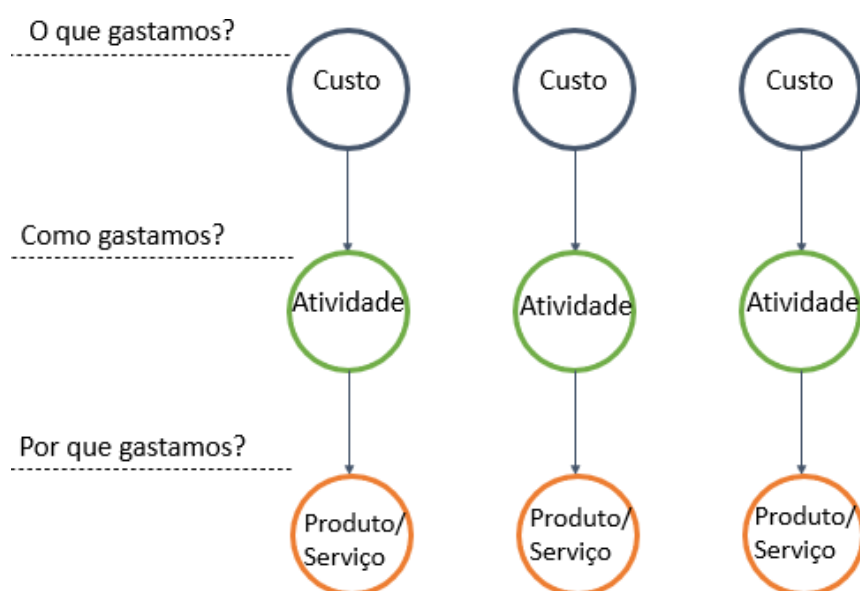 O que gastamos?
Custo
Custo
Custo
Como gastamos?
Atividade
Atividade
Atividade
Por que gastamos?
Produto/
Serviço
Produto/
Serviço
Produto/
Serviço